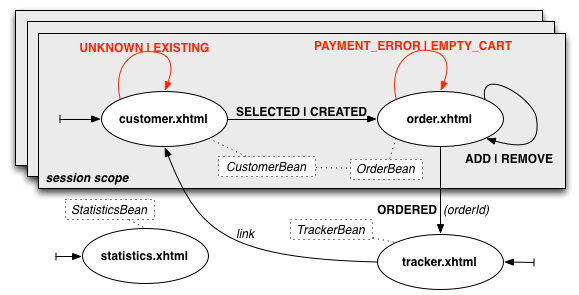 UNKNOWN | EXISTING
PAYMENT_ERROR | EMPTY_CART
customer.xhtml
SELECTED | CREATED
order.xhtml
ADD | REMOVE
CustomerBean
OrderBean
session scope
StatisticsBean
ORDERED (orderId)
link
TrackerBean
statistics.xhtml
tracker.xhtml